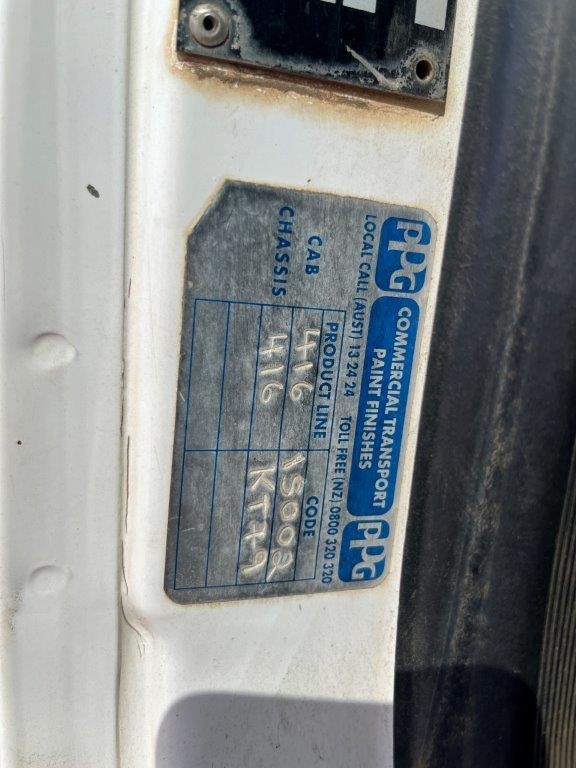 PPG COMMERCIAL TRANSPORT PPG
PAINT FINISHES
LOCAL CALL (AUST) 13 24 24 TOLL FREE (NZ) 0800 320 320
PRODUCT LINE CODE
CAB 416 15002
CHASSIS 416 KT79